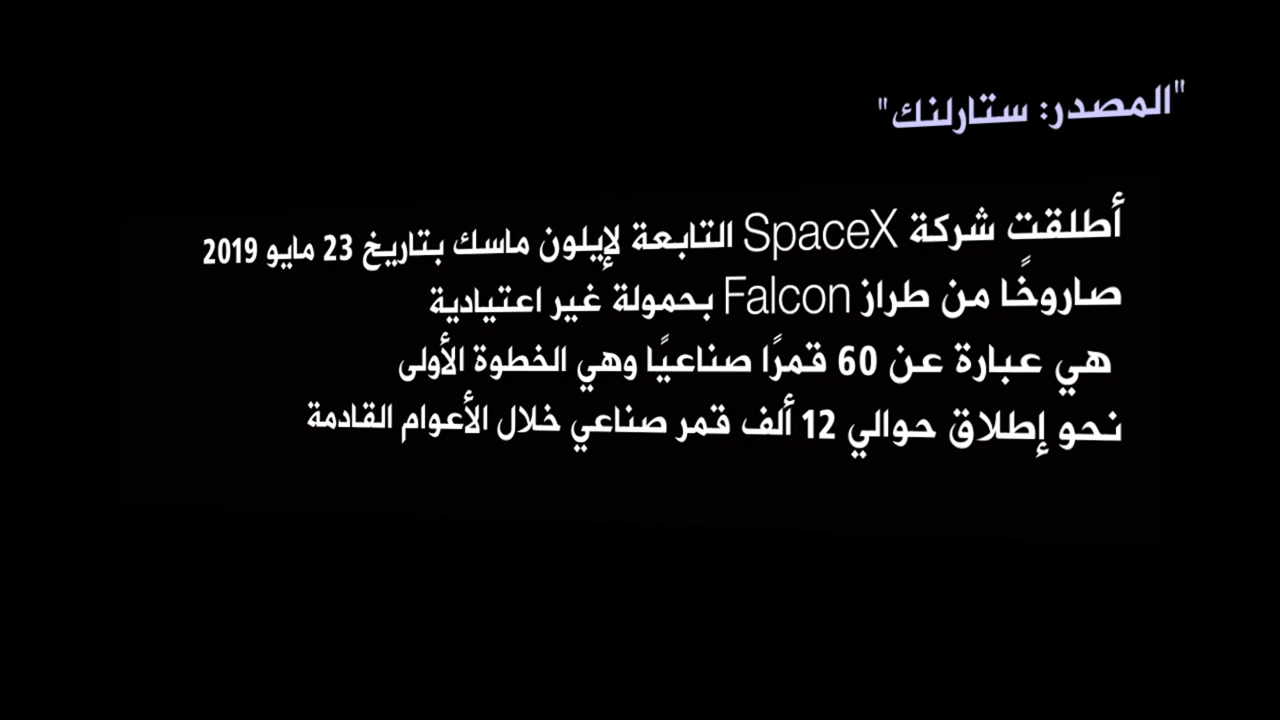 "المصدر: ستارلنك"
أطلقت شركة SpaceX التابعة لإيلون ماسك بتاريخ 23 مايو 2019
صاروخًا من طراز Falcon بحمولة غير اعتيادية
هي عبارة عن 60 قمرًا صناعيًا وهي الخطوة الأولى
نحو إطلاق حوالي 12 ألف قمر صناعي خلال الأعوام القادمة